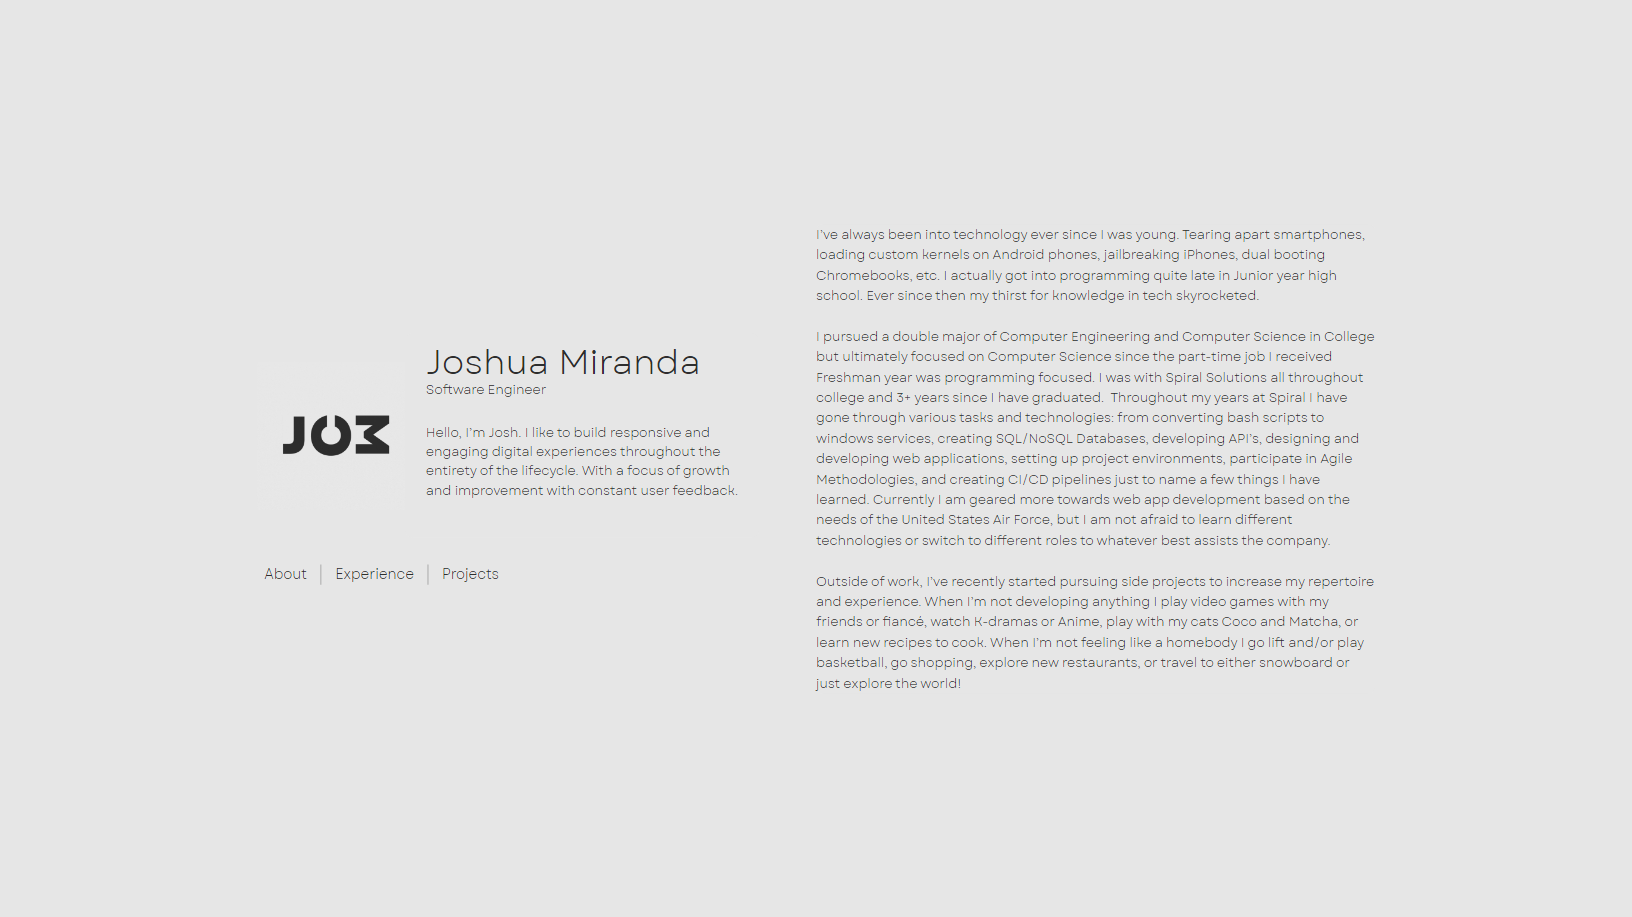 JOM
Joshua Miranda
Software Engineer
Hello, I'm Josh. I like to build responsive and
engaging digital experiences throughout the
entirety of the lifecycle. With a focus of growth
and improvement with constant user feedback.
About
Experience
Projects
I've always been into technology ever since I was young. Tearing apart smartphones,
loading custom kernels on Android phones, jailbreaking iPhones, dual booting
Chromebooks, etc. I actually got into programming quite late in Junior year high
school. Ever since then my thirst for knowledge in tech skyrocketed.
I pursued a double major of Computer Engineering and Computer Science in College
but ultimately focused on Computer Science since the part-time job I received
Freshman year was programming focused. I was with Spiral Solutions all throughout
college and 3+ years since I have graduated.  Throughout my years at Spiral I have
gone through various tasks and technologies: from converting bash scripts to
windows services, creating SQL/NoSQL Databases, developing API's, designing and
developing web applications, setting up project environments, participate in Agile
Methodologies, and creating CI/CD pipelines just to name a few things I have
learned. Currently I am geared more towards web app development based on the
needs of the United States Air Force, but I am not afraid to learn different
technologies or switch to different roles to whatever best assists the company.
Outside of work, I've recently started pursuing side projects to increase my repertoire
and experience. When I'm not developing anything I play video games with my
friends or fiancé, watch K-dramas or Anime, play with my cats Coco and Matcha, or
learn new recipes to cook. When I'm not feeling like a homebody I go lift and/or play
basketball, go shopping, explore new restaurants, or travel to either snowboard or
just explore the world!